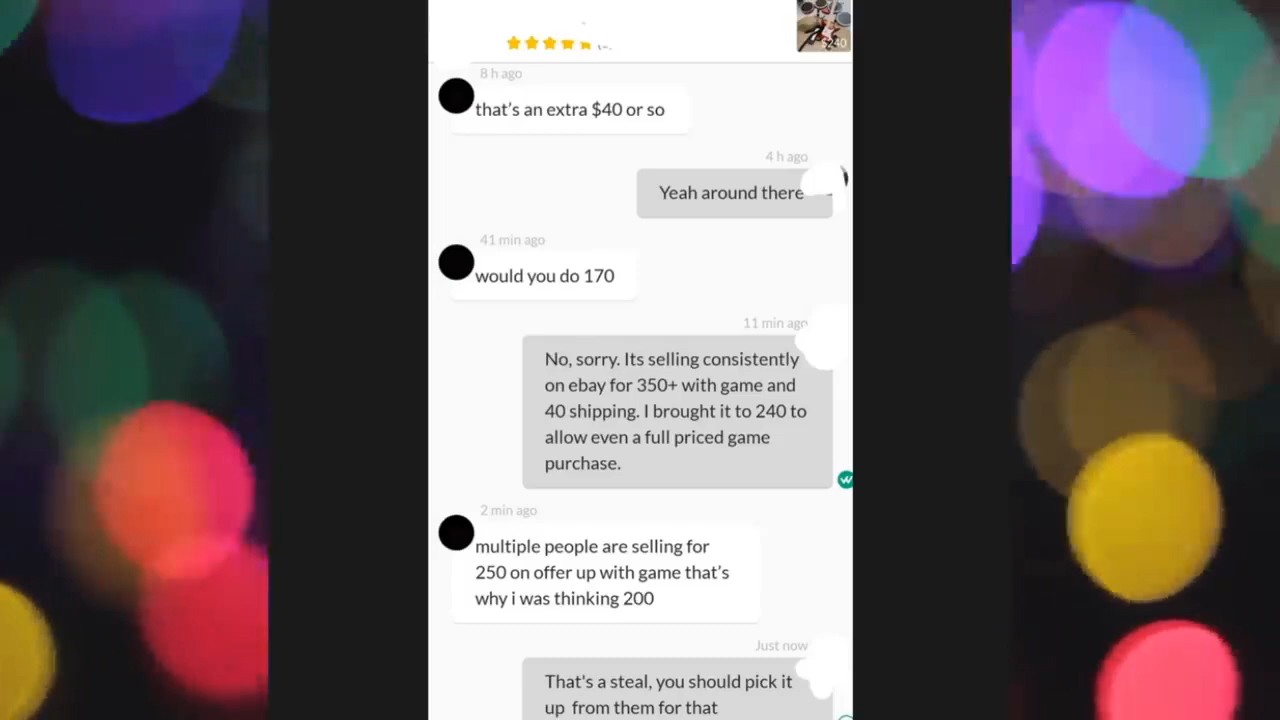 $240
8 h ago
that's an extra $40 or so
4 h ago
Yeah around there
41 min ago
would you do 170
11 min ago
No, sorry. Its selling consistently
on ebay for 350+ with game and
40 shipping. I brought it to 240 to
allow even a full priced game
purchase.
2 min ago
multiple people are selling for
250 on offer up with game that's
why i was thinking 200
Just now
That's a steal, you should pick it
up from them for that